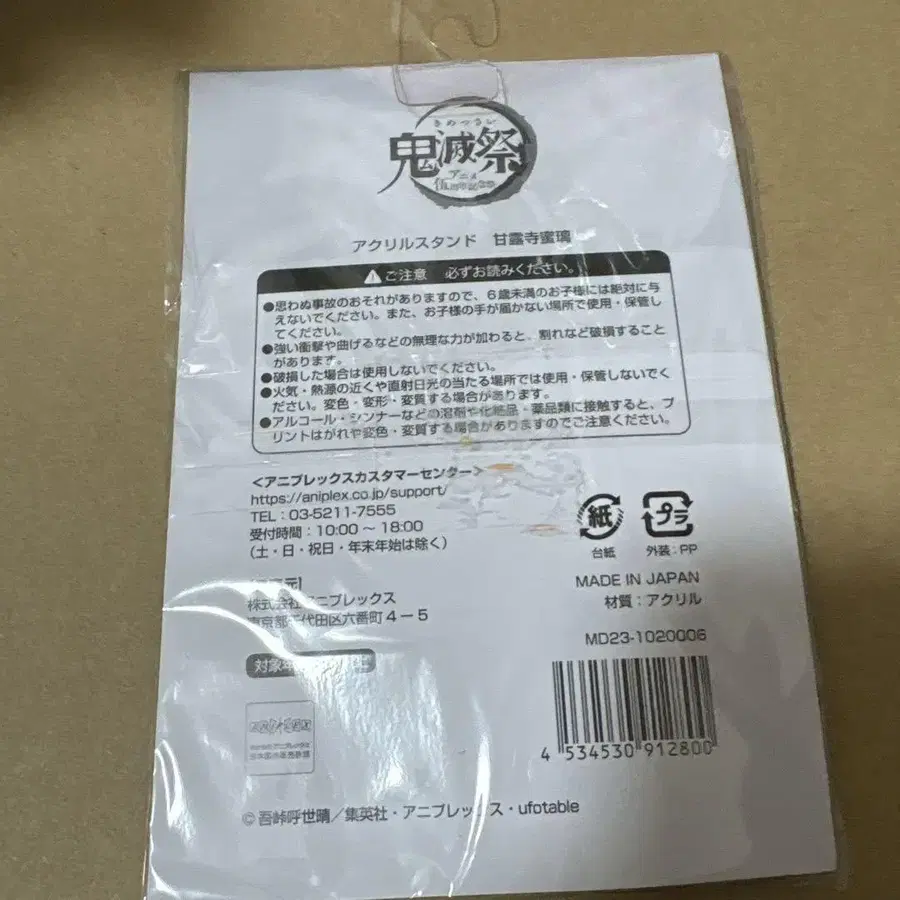 きめつさい
鬼滅祭
アニメ
アクリルスタンド 甘露寺蜜璃
ご注意 必ずお読みください。
●思わぬ事故のおそれがありますので、6歳未満のお子様には絶対に与
えないでください。また、お子様の手が届かない場所で使用・保管し
てください。
●強い衝撃や曲げるなどの無理な力が加わると、割れなど破損すること
があります。
●破損した場合は使用しないでください。
●火気・熱源の近くや直射日光の当たる場所では使用・保管しないでく
ださい。変色・変形・変質する場合があります。
●アルコール・シンナーなどの溶剤や化粧品・薬品類に接触すると、プ
リントはがれや変色・変質する場合がありますのでご注意ください。
<アニプレックスカスタマーセンター>
https://aniplex.co.jp/support/
TEL：03-5211-7555
受付時間：10:00～18:00
(土・日・祝日・年末年始は除く)
紙
台紙
プラ
外装：PP
元]
株式会社アニプレックス
東京都千代田区六番町4-5
MADE IN JAPAN
材質：アクリル
MD23-1020006
対象年
4 534530 912800
©吾峠呼世晴／集英社・アニプレックス・ufotable